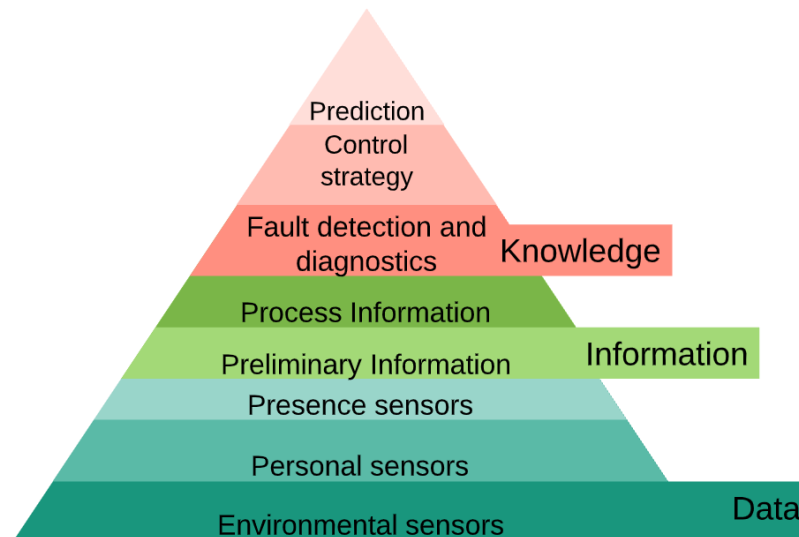 Prediction
Control
strategy
Fault detection and
diagnostics
Knowledge
Process Information
Preliminary Information
Information
Presence sensors
Personal sensors
Environmental sensors
Data